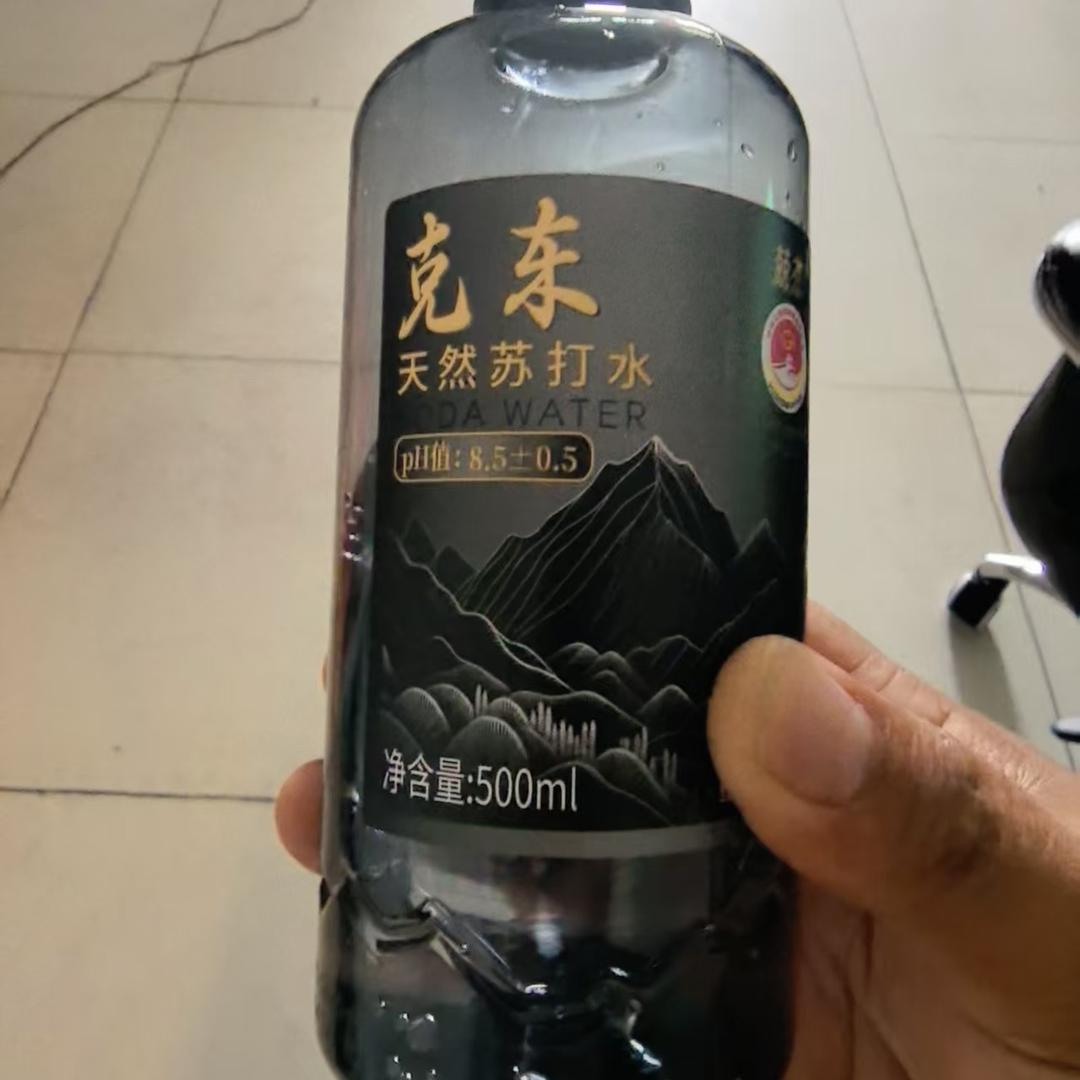 克东
天然苏打水
SODA WATER
pH值: 8.5±0.5
净含量:500ml